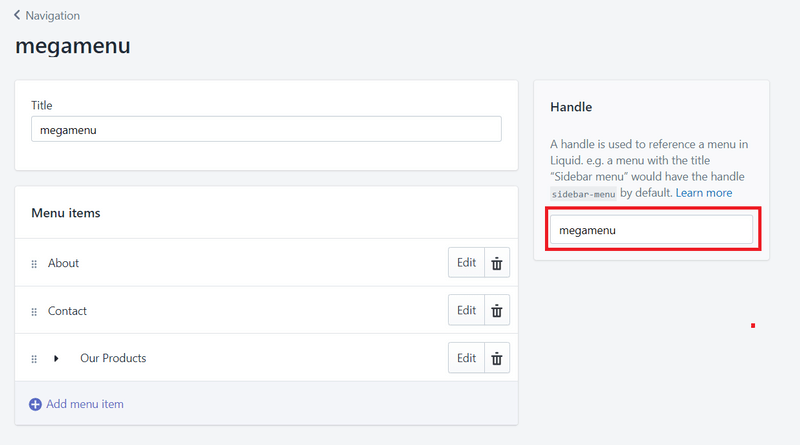 Navigation
megamenu
Title
megamenu
Menu items
About
Edit
Contact
Edit
Our Products
Edit
Add menu item
Handle
A handle is used to reference a menu in
Liquid. e.g. a menu with the title
“Sidebar menu” would have the handle
sidebar-menu by default. Learn more
megamenu